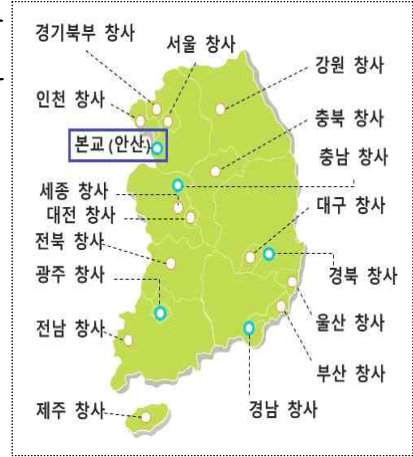 경기북부 창사
서울 창사
강원 창사
인천 창사
충북 창사
본교 (안산)
충남 창사
세종 창사
대전 창사
대구 창사
전북 창사
광주 창사
경북 창사
전남 창사
울산 창사
부산 창사
제주 창사
경남 창사